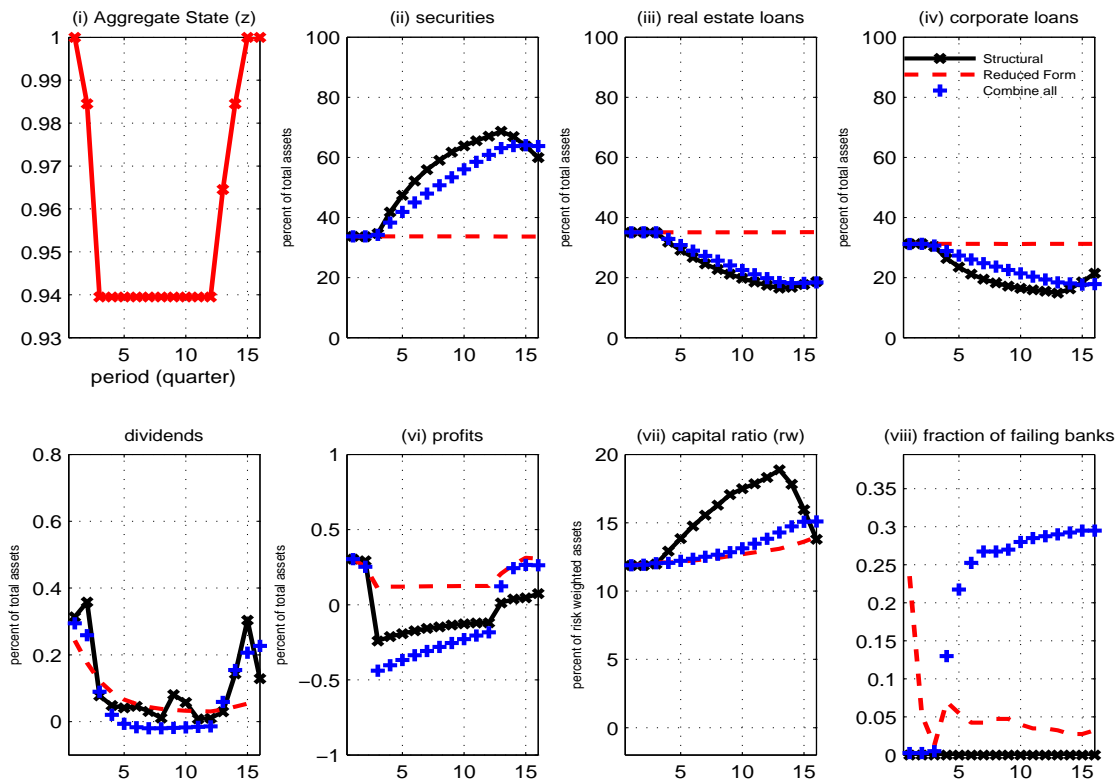 (i) Aggregate State (z)
1
0.99
0.98
0.97
0.96
0.95
0.94
0.93
5 10 15
period (quarter)
(ii) securities
percent of total assets
100
80
60
40
20
0
5 10 15
(iii) real estate loans
percent of total assets
100
80
60
40
20
0
5 10 15
(iv) corporate loans
percent of total assets
100
80
60
40
20
0
5 10 15
Structural
Reduced Form
Combine all
dividends
percent of total assets
0.8
0.6
0.4
0.2
0
5 10 15
(vi) profits
percent of total assets
1
0.5
0
−0.5
−1
5 10 15
(vii) capital ratio (rw)
percent of risk weighted assets
20
15
10
5
0
5 10 15
(viii) fraction of failing banks
0.35
0.3
0.25
0.2
0.15
0.1
0.05
0
5 10 15